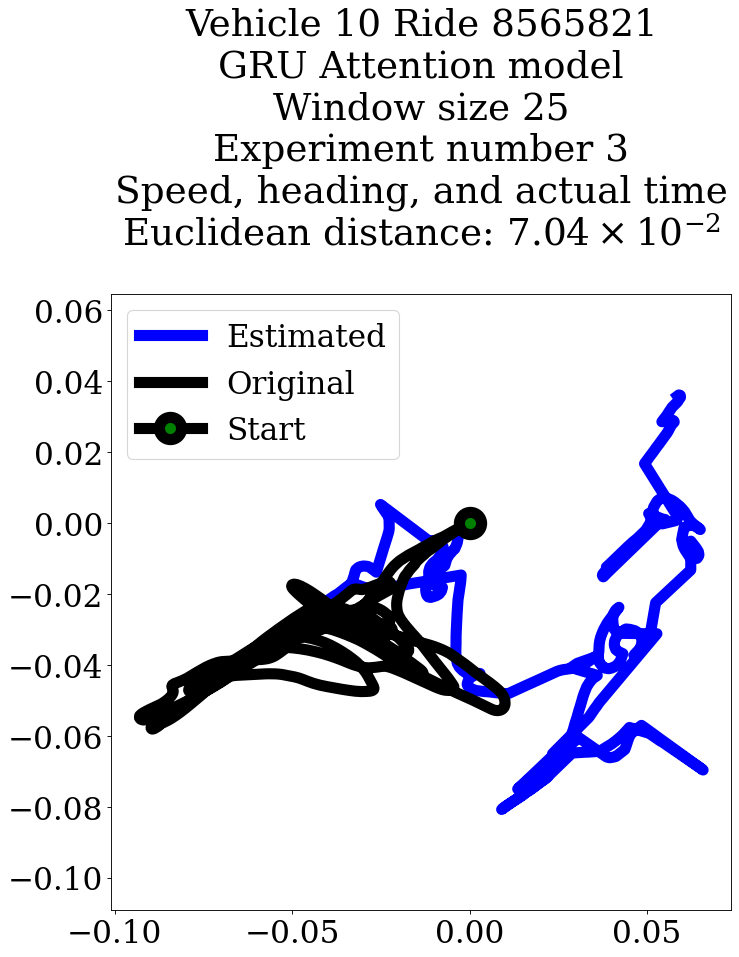 Vehicle 10 Ride 8565821
GRU Attention model
Window size 25
Experiment number 3
Speed, heading, and actual time
Euclidean distance: 7.04 × 10⁻²
0.06
0.04
0.02
0.00
−0.02
−0.04
−0.06
−0.08
−0.10
Estimated
Original
Start
−0.10 −0.05 0.00 0.05